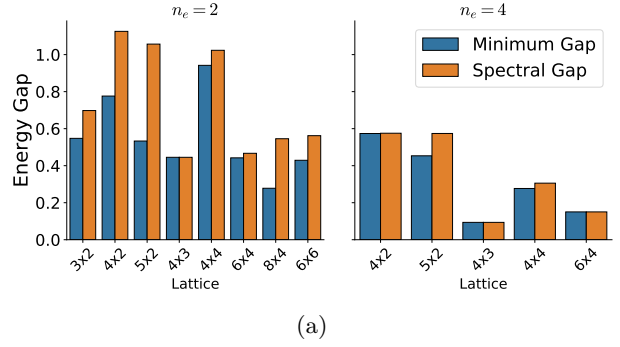 n_e = 2
n_e = 4
Minimum Gap
Spectral Gap
Energy Gap
1.0
0.8
0.6
0.4
0.2
0.0
3x2 4x2 5x2 4x3 4x4 6x4 8x4 6x6
4x2 5x2 4x3 4x4 6x4
Lattice
Lattice
(a)